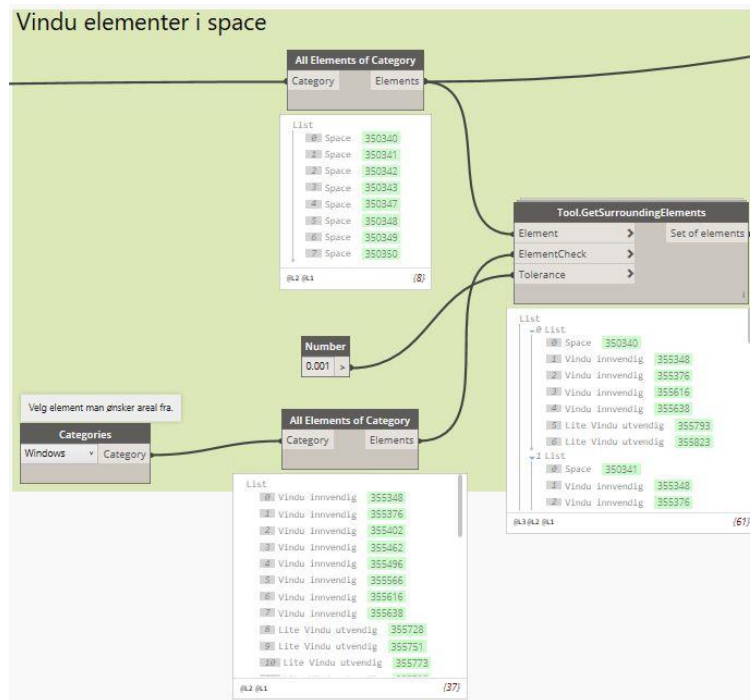 Vindu elementer i space
All Elements of Category
Category Elements
List
0 Space 350340
1 Space 350341
2 Space 350342
3 Space 350343
4 Space 350347
5 Space 350348
6 Space 350349
7 Space 350350
@L2 @L1 {8}
Tool.GetSurroundingElements
Element > Set of elements
ElementCheck >
Tolerance >
List
0 List
0 Space 350340
1 Vindu innvendig 355348
2 Vindu innvendig 355376
3 Vindu innvendig 355616
4 Vindu innvendig 355638
5 Lite Vindu utvendig 355793
6 Lite Vindu utvendig 355823
1 List
0 Space 350341
1 Vindu innvendig 355348
2 Vindu innvendig 355376
@L3 @L2 @L1 {61}
Number
0.001 >
Velg element man ønsker areal fra.
Categories
Windows Category
All Elements of Category
Category Elements
List
0 Vindu innvendig 355348
1 Vindu innvendig 355376
2 Vindu innvendig 355402
3 Vindu innvendig 355462
4 Vindu innvendig 355496
5 Vindu innvendig 355566
6 Vindu innvendig 355616
7 Vindu innvendig 355638
8 Lite Vindu utvendig 355728
9 Lite Vindu utvendig 355751
10 Lite Vindu utvendig 355773
@L2 @L1 {37}